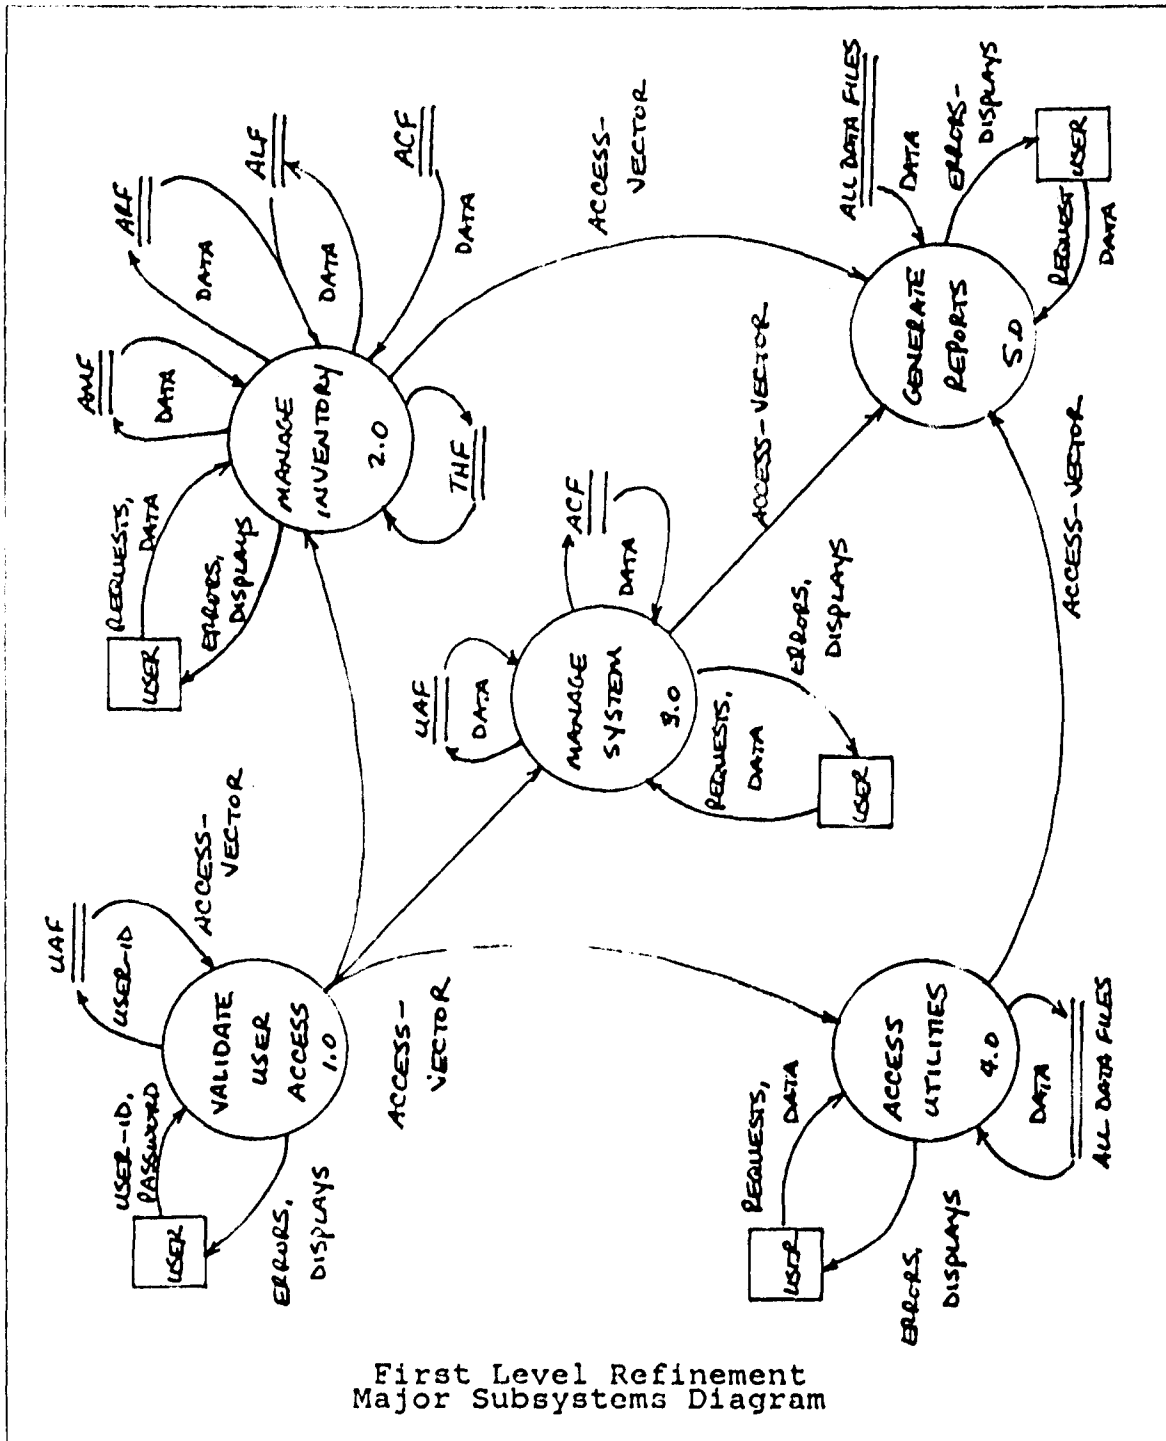 UAF
USER-ID
ACCESS-
VECTOR
VALIDATE
USER
ACCESS
1.0
USER-ID,
PASSWORD
USER
ERRORS,
DISPLAYS
ACCESS-
VECTOR
REQUESTS,
DATA
USER
ERRORS,
DISPLAYS
AMF
DATA
ARF
DATA
ALF
DATA
ACF
DATA
MANAGE
INVENTORY
2.0
THF
ACCESS-
VECTOR
UAF
DATA
ACF
DATA
MANAGE
SYSTEM
3.0
REQUESTS,
DATA
USER
ERRORS,
DISPLAYS
ACCESS-VECTOR
REQUESTS,
DATA
USER
ERRORS,
DISPLAYS
ACCESS
UTILITIES
4.0
DATA
ALL DATA FILES
ACCESS-VECTOR
ALL DATA FILES
DATA
ERRORS-
DISPLAYS
USER
REQUEST
DATA
GENERATE
REPORTS
5.0
First Level Refinement
Major Subsystems Diagram